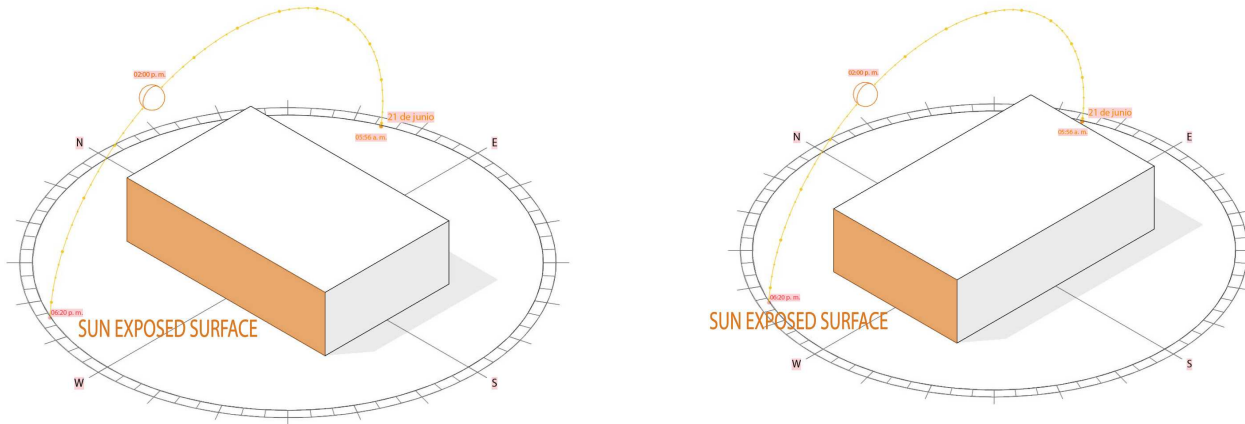 02:00 p. m.
21 de junio
05:56 a. m.
N
E
06:20 p. m.
SUN EXPOSED SURFACE
W
S
02:00 p. m.
21 de junio
05:56 a. m.
N
E
06:20 p. m.
SUN EXPOSED SURFACE
W
S